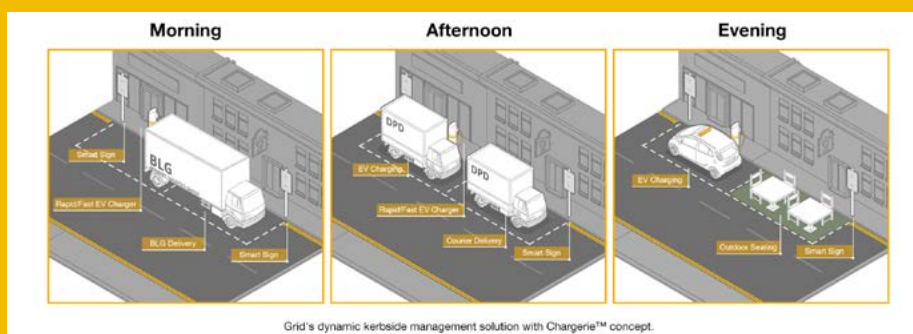 Morning
Afternoon
Evening
Smart Sign
BLG
Rapid/Fast EV Charger
BLG Delivery
Smart Sign
DPD
DPD
EV Charging
Rapid/Fast EV Charger
Courier Delivery
Smart Sign
EV Charging
Outdoor Seating
Smart Sign
Grid's dynamic kerbside management solution with Chargerie™ concept.